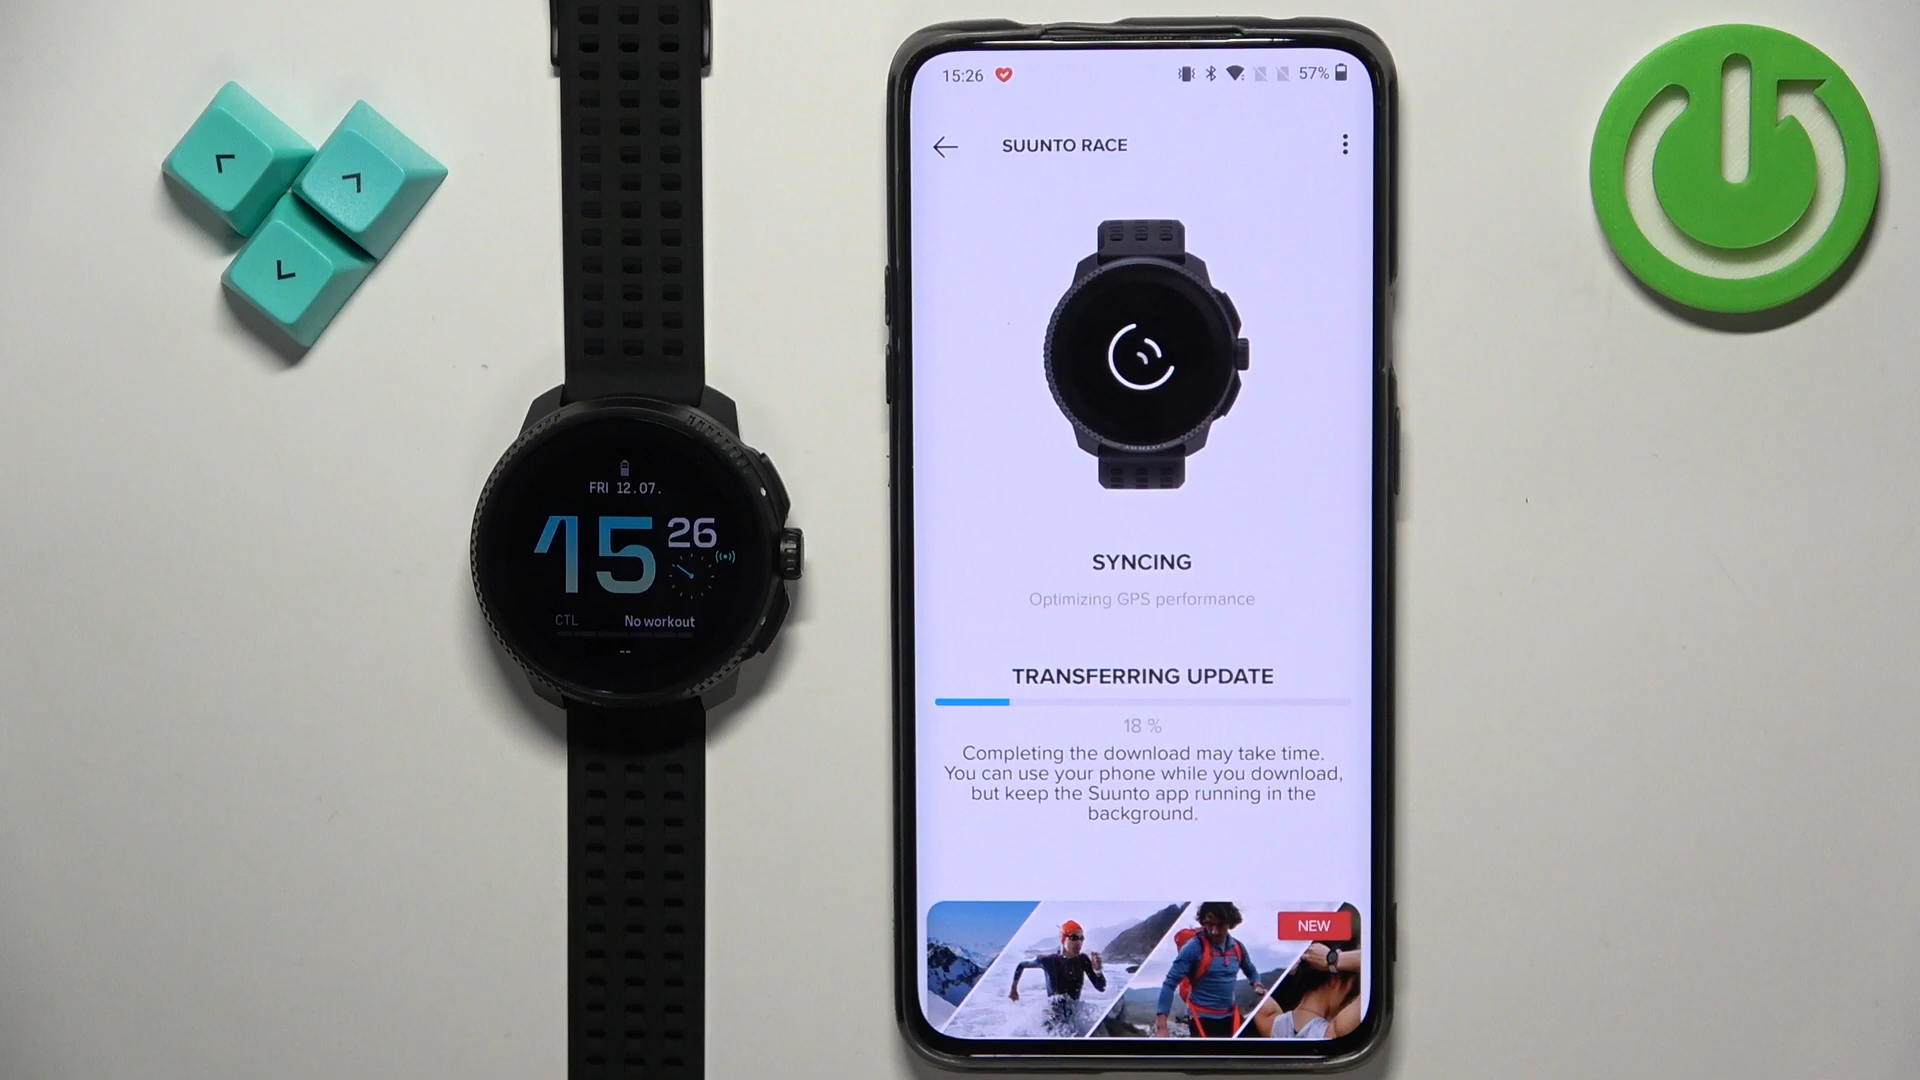 FRI 12.07.
15 26
CTL No workout
--
15:26 57%
SUUNTO RACE
SYNCING
Optimizing GPS performance
TRANSFERRING UPDATE
18 %
Completing the download may take time.
You can use your phone while you download,
but keep the Suunto app running in the
background.
NEW